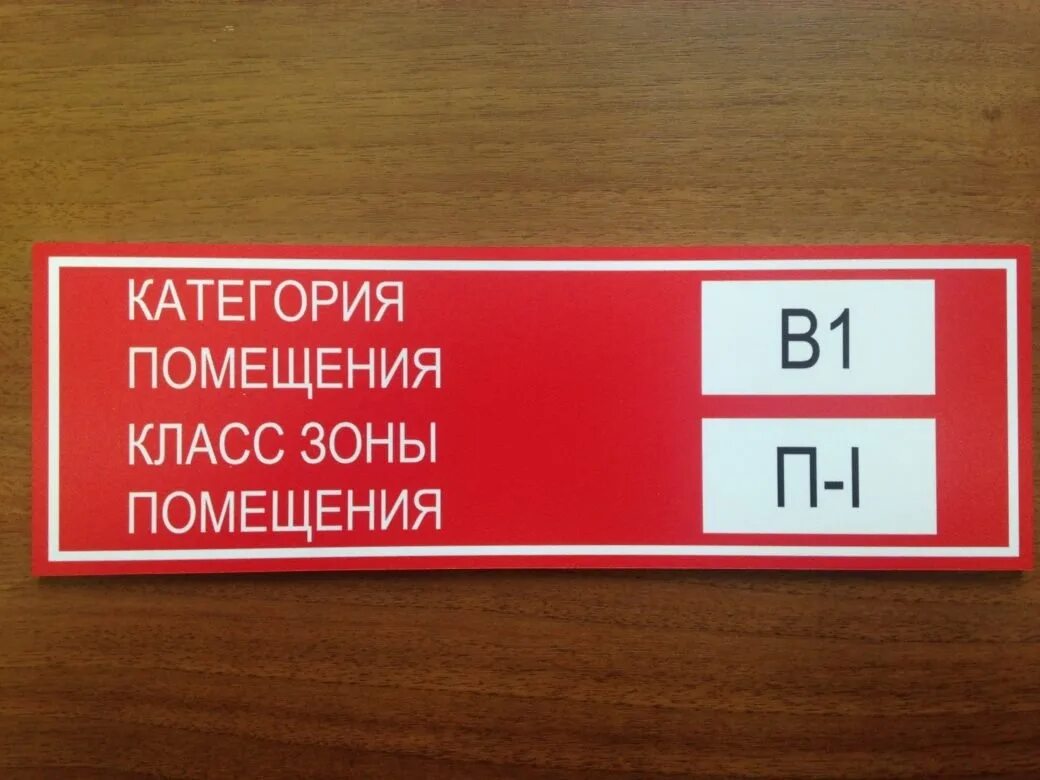 КАТЕГОРИЯ
ПОМЕЩЕНИЯ
В1
КЛАСС ЗОНЫ
ПОМЕЩЕНИЯ
П-I